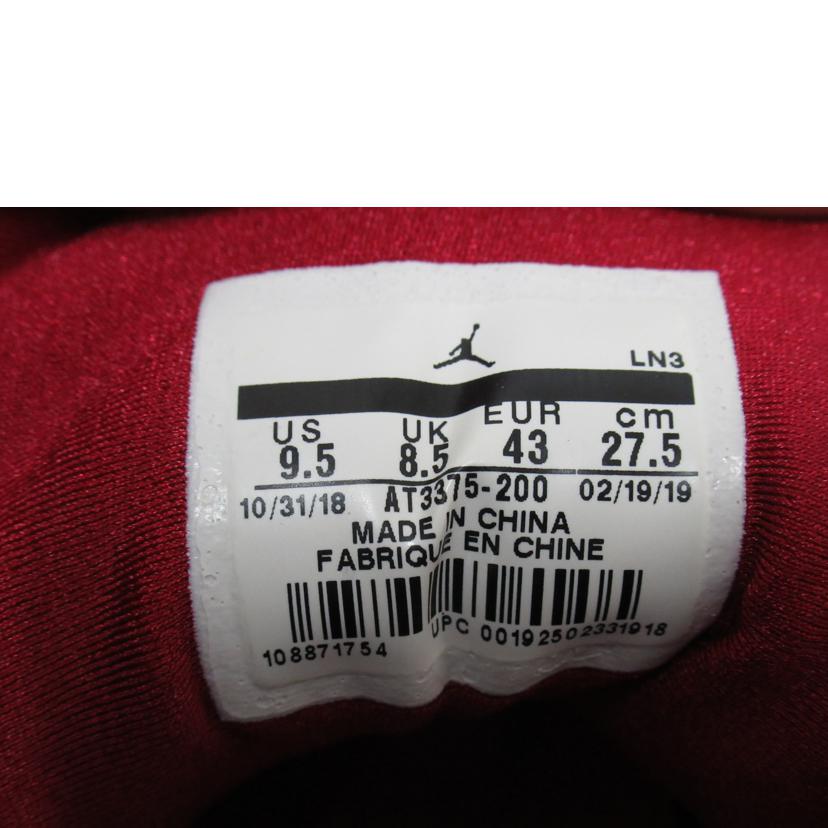 LN3
US UK EUR cm
9.5 8.5 43 27.5
10/31/18 AT3375-200 02/19/19
MADE IN CHINA
FABRIQUE EN CHINE
108871754 UPC 00192502331918